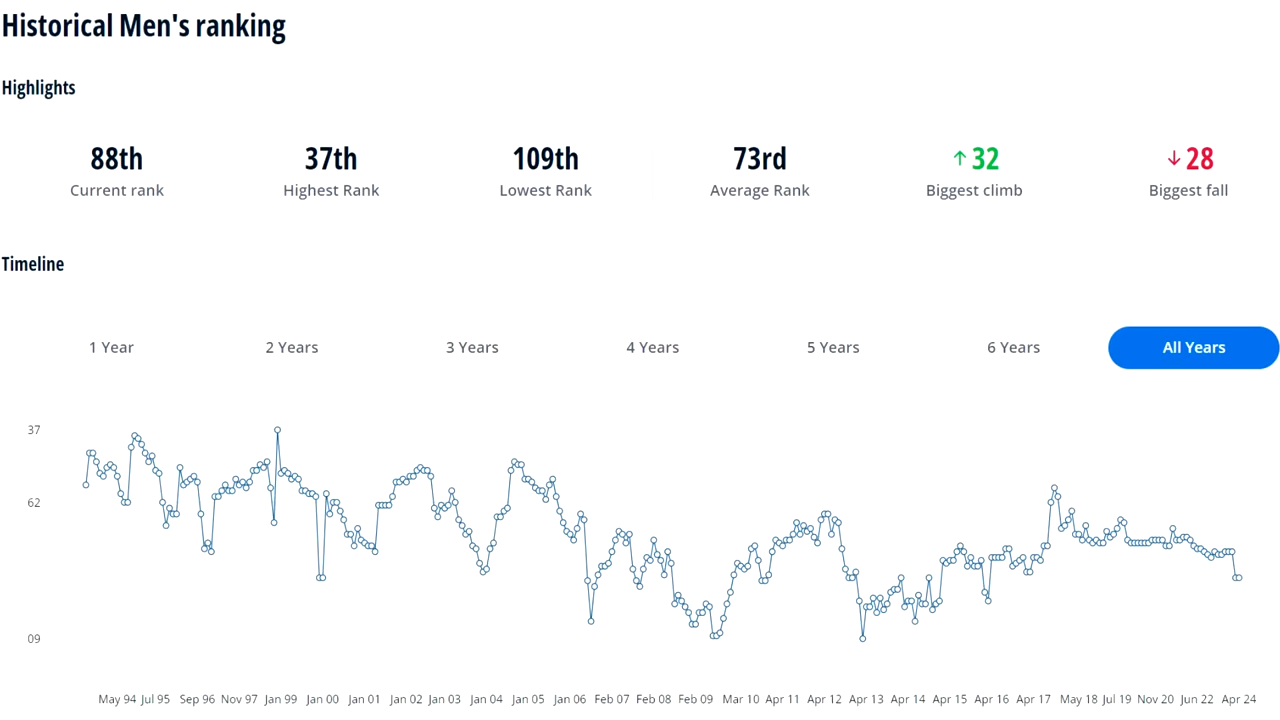 Historical Men's ranking
Highlights
88th 37th 109th 73rd ↑ 32 ↓ 28
Current rank Highest Rank Lowest Rank Average Rank Biggest climb Biggest fall
Timeline
1 Year 2 Years 3 Years 4 Years 5 Years 6 Years All Years
37
62
09
May 94 Jul 95 Sep 96 Nov 97 Jan 99 Jan 00 Jan 01 Jan 02 Jan 03 Jan 04 Jan 05 Jan 06 Feb 07 Feb 08 Feb 09 Mar 10 Apr 11 Apr 12 Apr 13 Apr 14 Apr 15 Apr 16 Apr 17 May 18 Jul 19 Nov 20 Jun 22 Apr 24